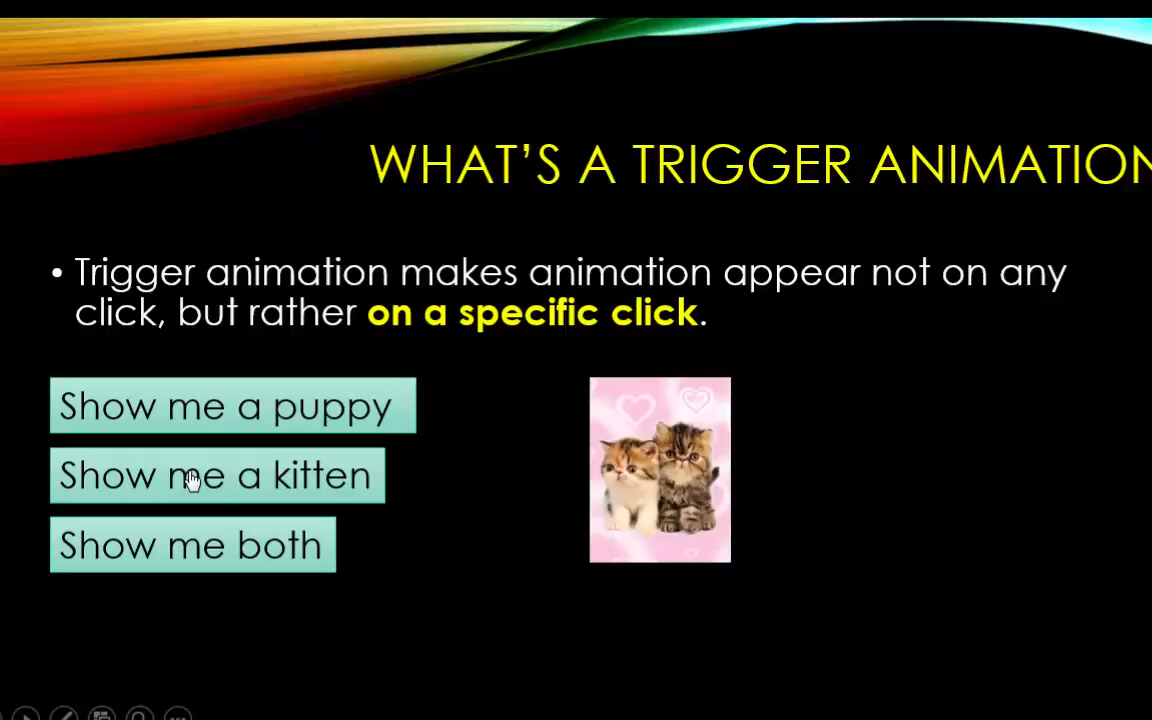 WHAT'S A TRIGGER ANIMATION
• Trigger animation makes animation appear not on any
click, but rather on a specific click.
Show me a puppy
Show me a kitten
Show me both